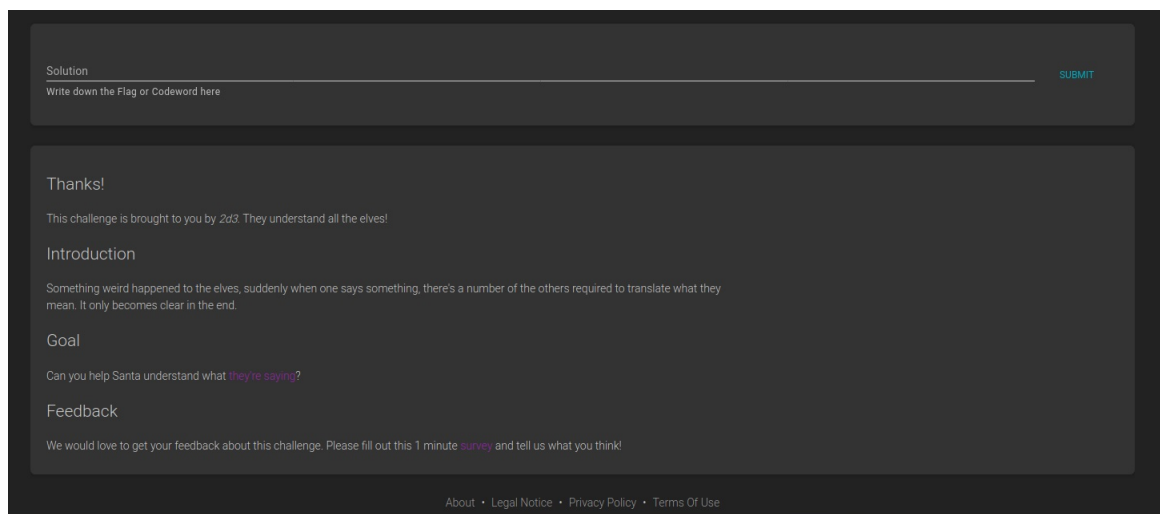 Solution
SUBMIT
Write down the Flag or Codeword here
Thanks!
This challenge is brought to you by 2d3. They understand all the elves!
Introduction
Something weird happened to the elves, suddenly when one says something, there's a number of the others required to translate what they
mean. It only becomes clear in the end.
Goal
Can you help Santa understand what they're saying?
Feedback
We would love to get your feedback about this challenge. Please fill out this 1 minute survey and tell us what you think!
About • Legal Notice • Privacy Policy • Terms Of Use